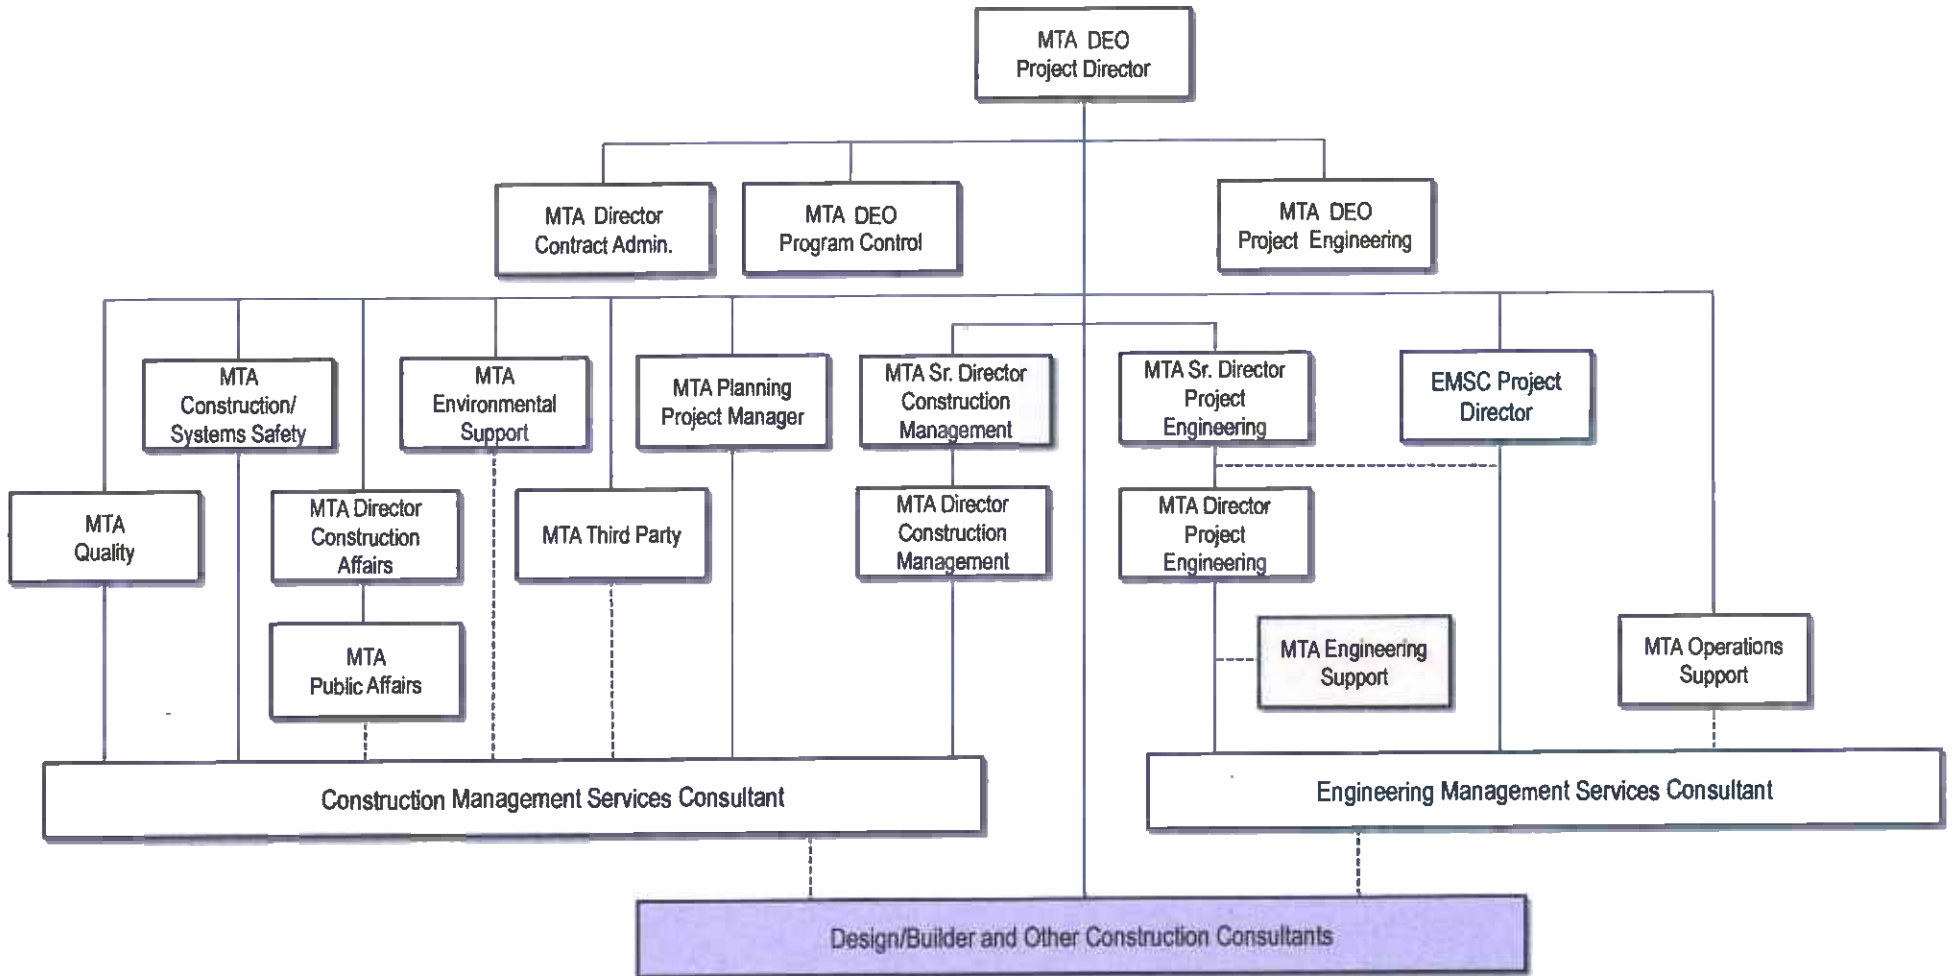 MTA DEO
Project Director
MTA Director
Contract Admin.
MTA DEO
Program Control
MTA DEO
Project Engineering
MTA
Construction/
Systems Safety
MTA
Environmental
Support
MTA Planning
Project Manager
MTA Sr. Director
Construction
Management
MTA Sr. Director
Project
Engineering
EMSC Project
Director
MTA
Quality
MTA Director
Construction
Affairs
MTA Third Party
MTA Director
Construction
Management
MTA Director
Project
Engineering
MTA
Public Affairs
MTA Engineering
Support
MTA Operations
Support
Construction Management Services Consultant
Engineering Management Services Consultant
Design/Builder and Other Construction Consultants